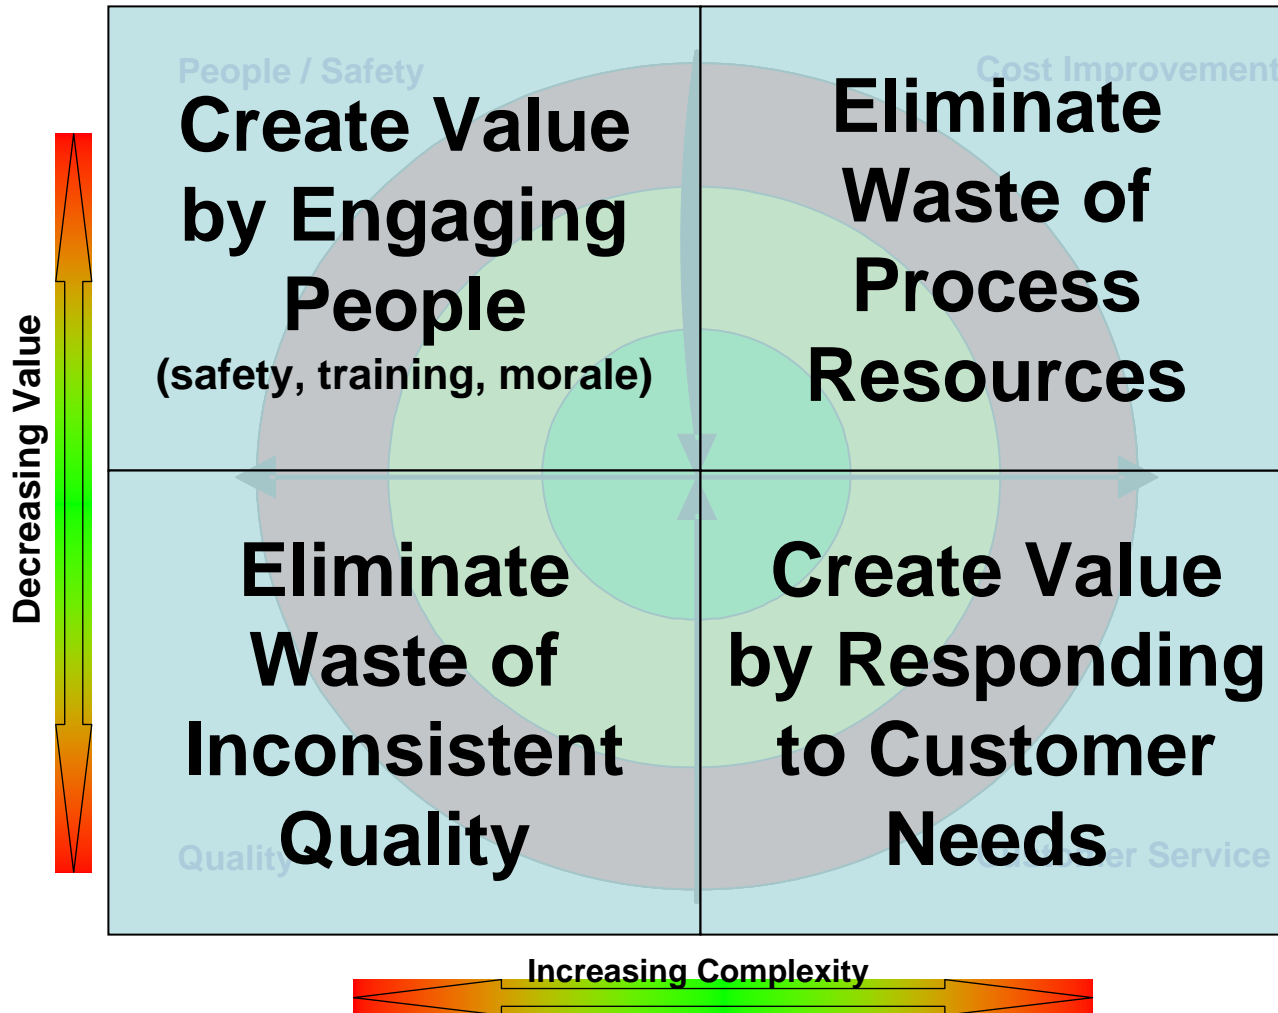 People / Safety
Create Value
by Engaging
People
(safety, training, morale)
Cost Improvement
Eliminate
Waste of
Process
Resources
Decreasing Value
Eliminate
Waste of
Inconsistent
Quality
Quality
Create Value
by Responding
to Customer
Needs
Customer Service
Increasing Complexity